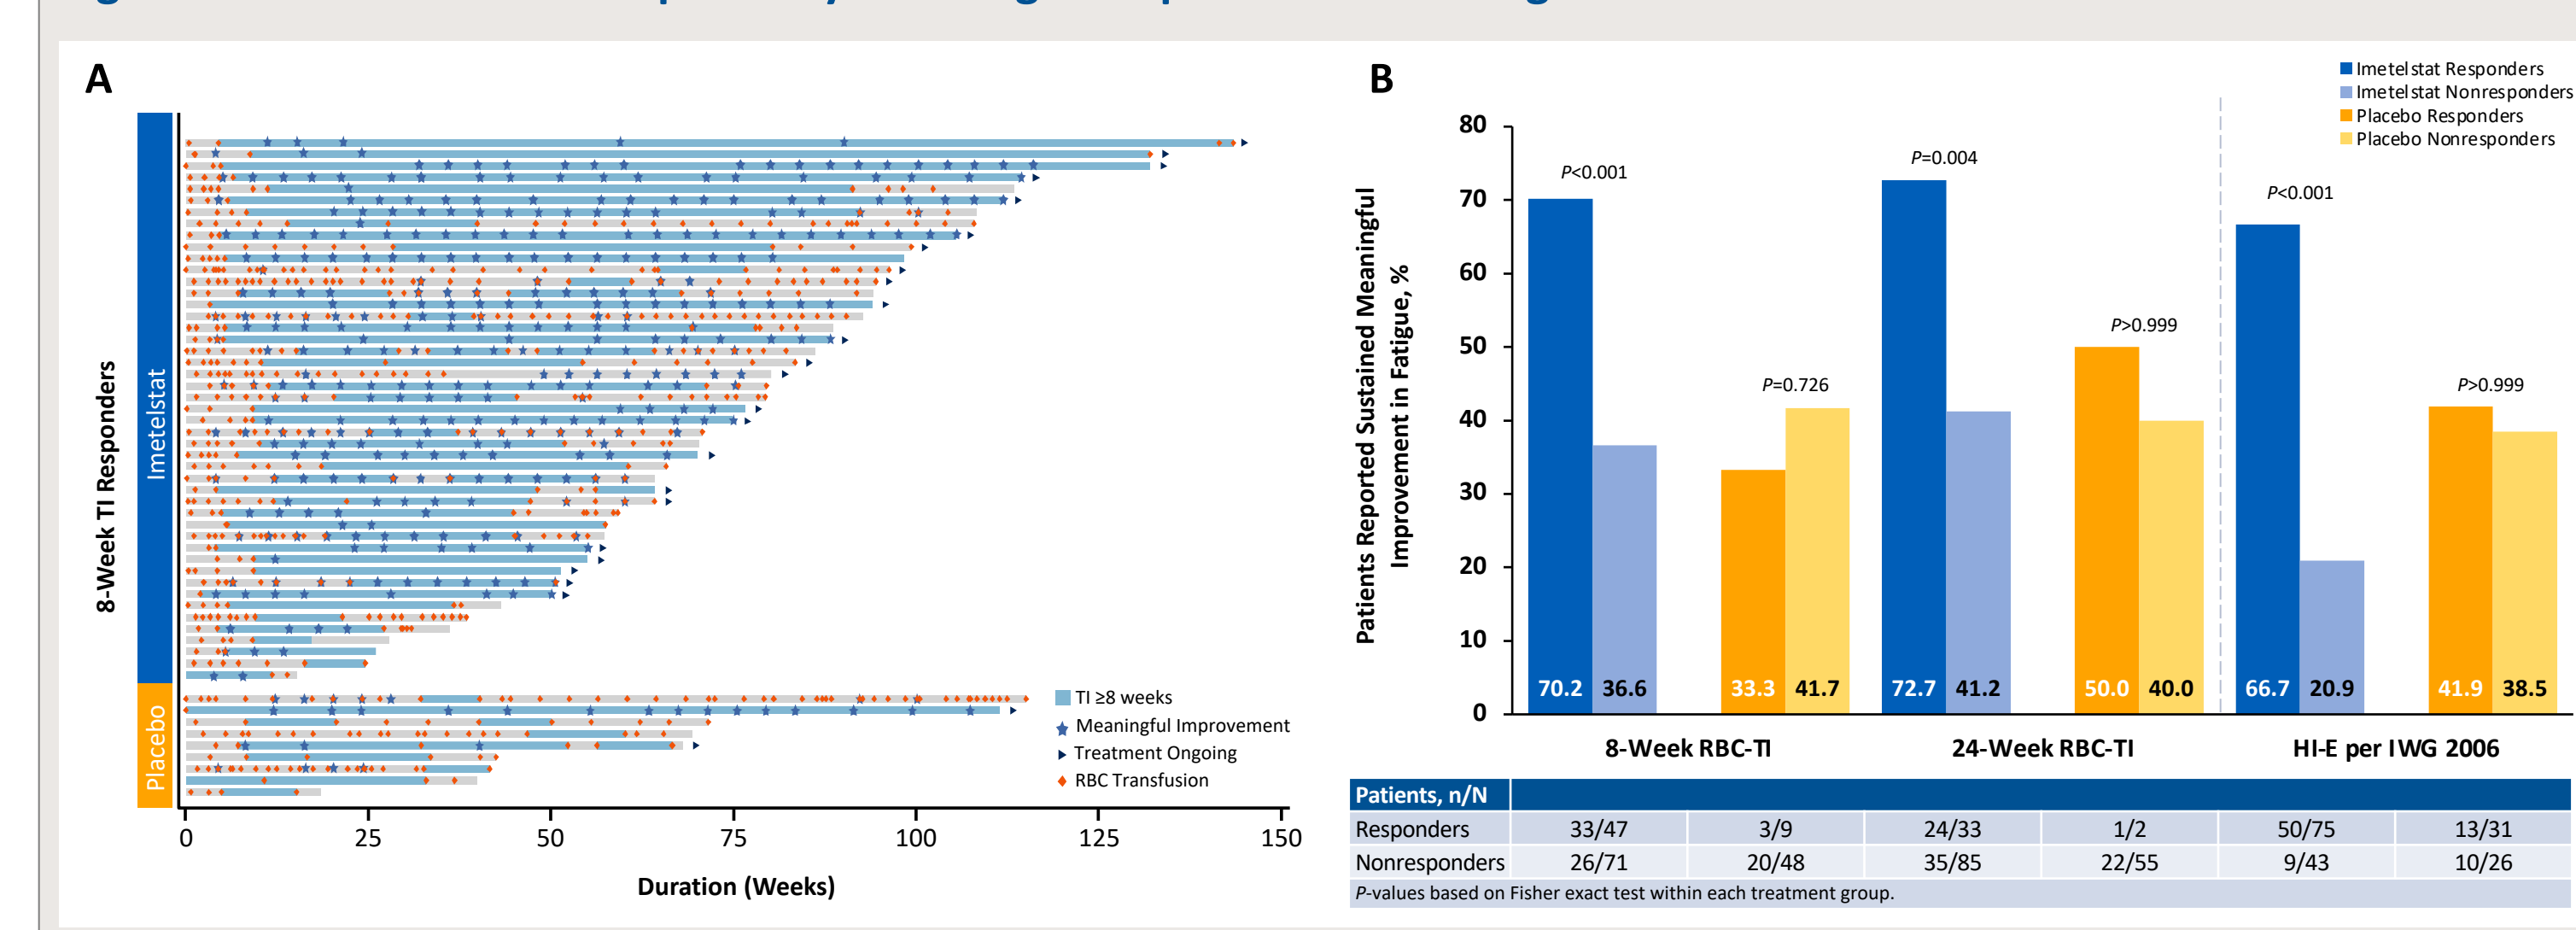 A
8-Week TI Responders
Imetelstat
Placebo
TI ≥8 weeks
Meaningful Improvement
Treatment Ongoing
RBC Transfusion
0 25 50 75 100 125 150
Duration (Weeks)
B
Imetelstat Responders
Imetelstat Nonresponders
Placebo Responders
Placebo Nonresponders
Patients Reported Sustained Meaningful
Improvement in Fatigue, %
80
70
60
50
40
30
20
10
0
P<0.001
P=0.726
P=0.004
P>0.999
P<0.001
P>0.999
70.2 36.6 33.3 41.7 72.7 41.2 50.0 40.0 66.7 20.9 41.9 38.5
8-Week RBC-TI 24-Week RBC-TI HI-E per IWG 2006
Patients, n/N
Responders 33/47 3/9 24/33 1/2 50/75 13/31
Nonresponders 26/71 20/48 35/85 22/55 9/43 10/26
P-values based on Fisher exact test within each treatment group.